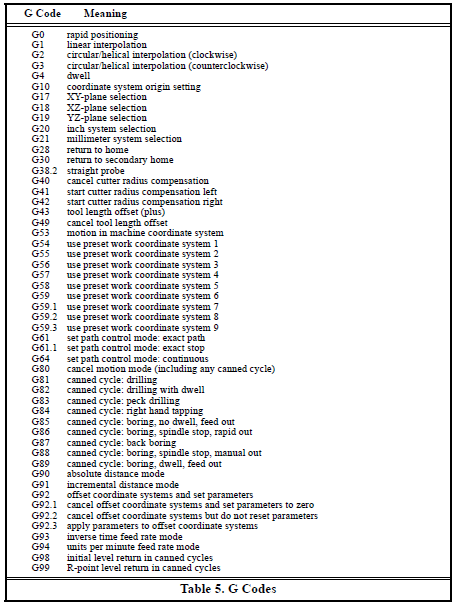 G Code Meaning
G0 rapid positioning
G1 linear interpolation
G2 circular/helical interpolation (clockwise)
G3 circular/helical interpolation (counterclockwise)
G4 dwell
G10 coordinate system origin setting
G17 XY-plane selection
G18 XZ-plane selection
G19 YZ-plane selection
G20 inch system selection
G21 millimeter system selection
G28 return to home
G30 return to secondary home
G38.2 straight probe
G40 cancel cutter radius compensation
G41 start cutter radius compensation left
G42 start cutter radius compensation right
G43 tool length offset (plus)
G49 cancel tool length offset
G53 motion in machine coordinate system
G54 use preset work coordinate system 1
G55 use preset work coordinate system 2
G56 use preset work coordinate system 3
G57 use preset work coordinate system 4
G58 use preset work coordinate system 5
G59 use preset work coordinate system 6
G59.1 use preset work coordinate system 7
G59.2 use preset work coordinate system 8
G59.3 use preset work coordinate system 9
G61 set path control mode: exact path
G61.1 set path control mode: exact stop
G64 set path control mode: continuous
G80 cancel motion mode (including any canned cycle)
G81 canned cycle: drilling
G82 canned cycle: drilling with dwell
G83 canned cycle: peck drilling
G84 canned cycle: right hand tapping
G85 canned cycle: boring, no dwell, feed out
G86 canned cycle: boring, spindle stop, rapid out
G87 canned cycle: back boring
G88 canned cycle: boring, spindle stop, manual out
G89 canned cycle: boring, dwell, feed out
G90 absolute distance mode
G91 incremental distance mode
G92 offset coordinate systems and set parameters
G92.1 cancel offset coordinate systems and set parameters to zero
G92.2 cancel offset coordinate systems but do not reset parameters
G92.3 apply parameters to offset coordinate systems
G93 inverse time feed rate mode
G94 units per minute feed rate mode
G98 initial level return in canned cycles
G99 R-point level return in canned cycles
Table 5. G Codes